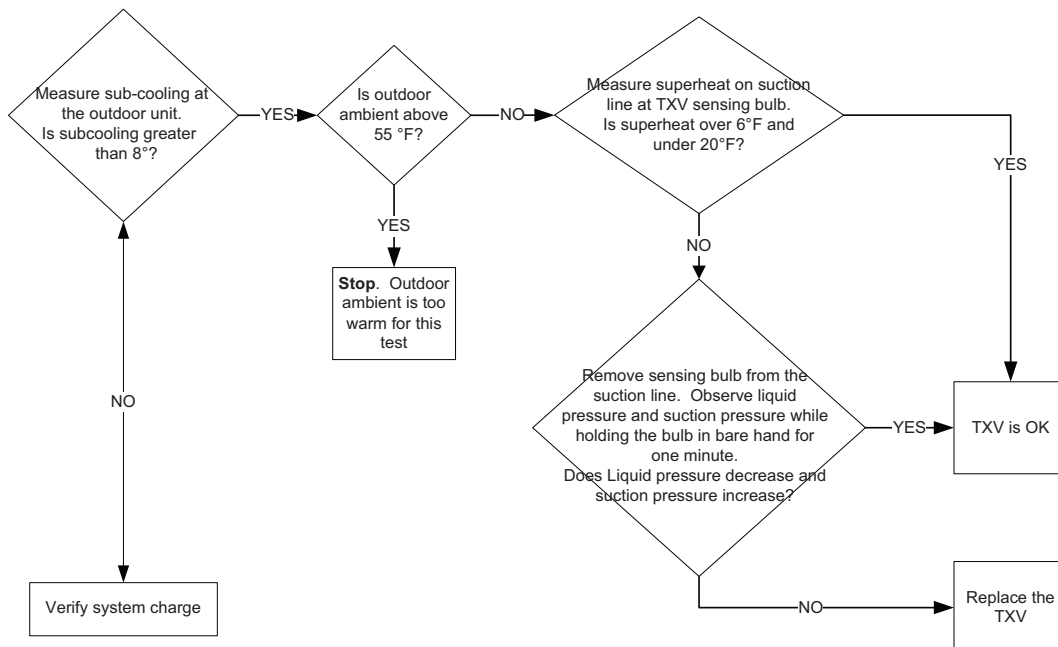 Measure sub-cooling at
the outdoor unit.
Is subcooling greater
than 8°?
YES
Is outdoor
ambient above
55 °F?
NO
Measure superheat on suction
line at TXV sensing bulb.
Is superheat over 6°F and
under 20°F?
YES
YES
NO
Stop. Outdoor
ambient is too
warm for this
test
NO
Remove sensing bulb from the
suction line. Observe liquid
pressure and suction pressure while
holding the bulb in bare hand for
one minute.
Does Liquid pressure decrease and
suction pressure increase?
YES
TXV is OK
Verify system charge
NO
Replace the
TXV